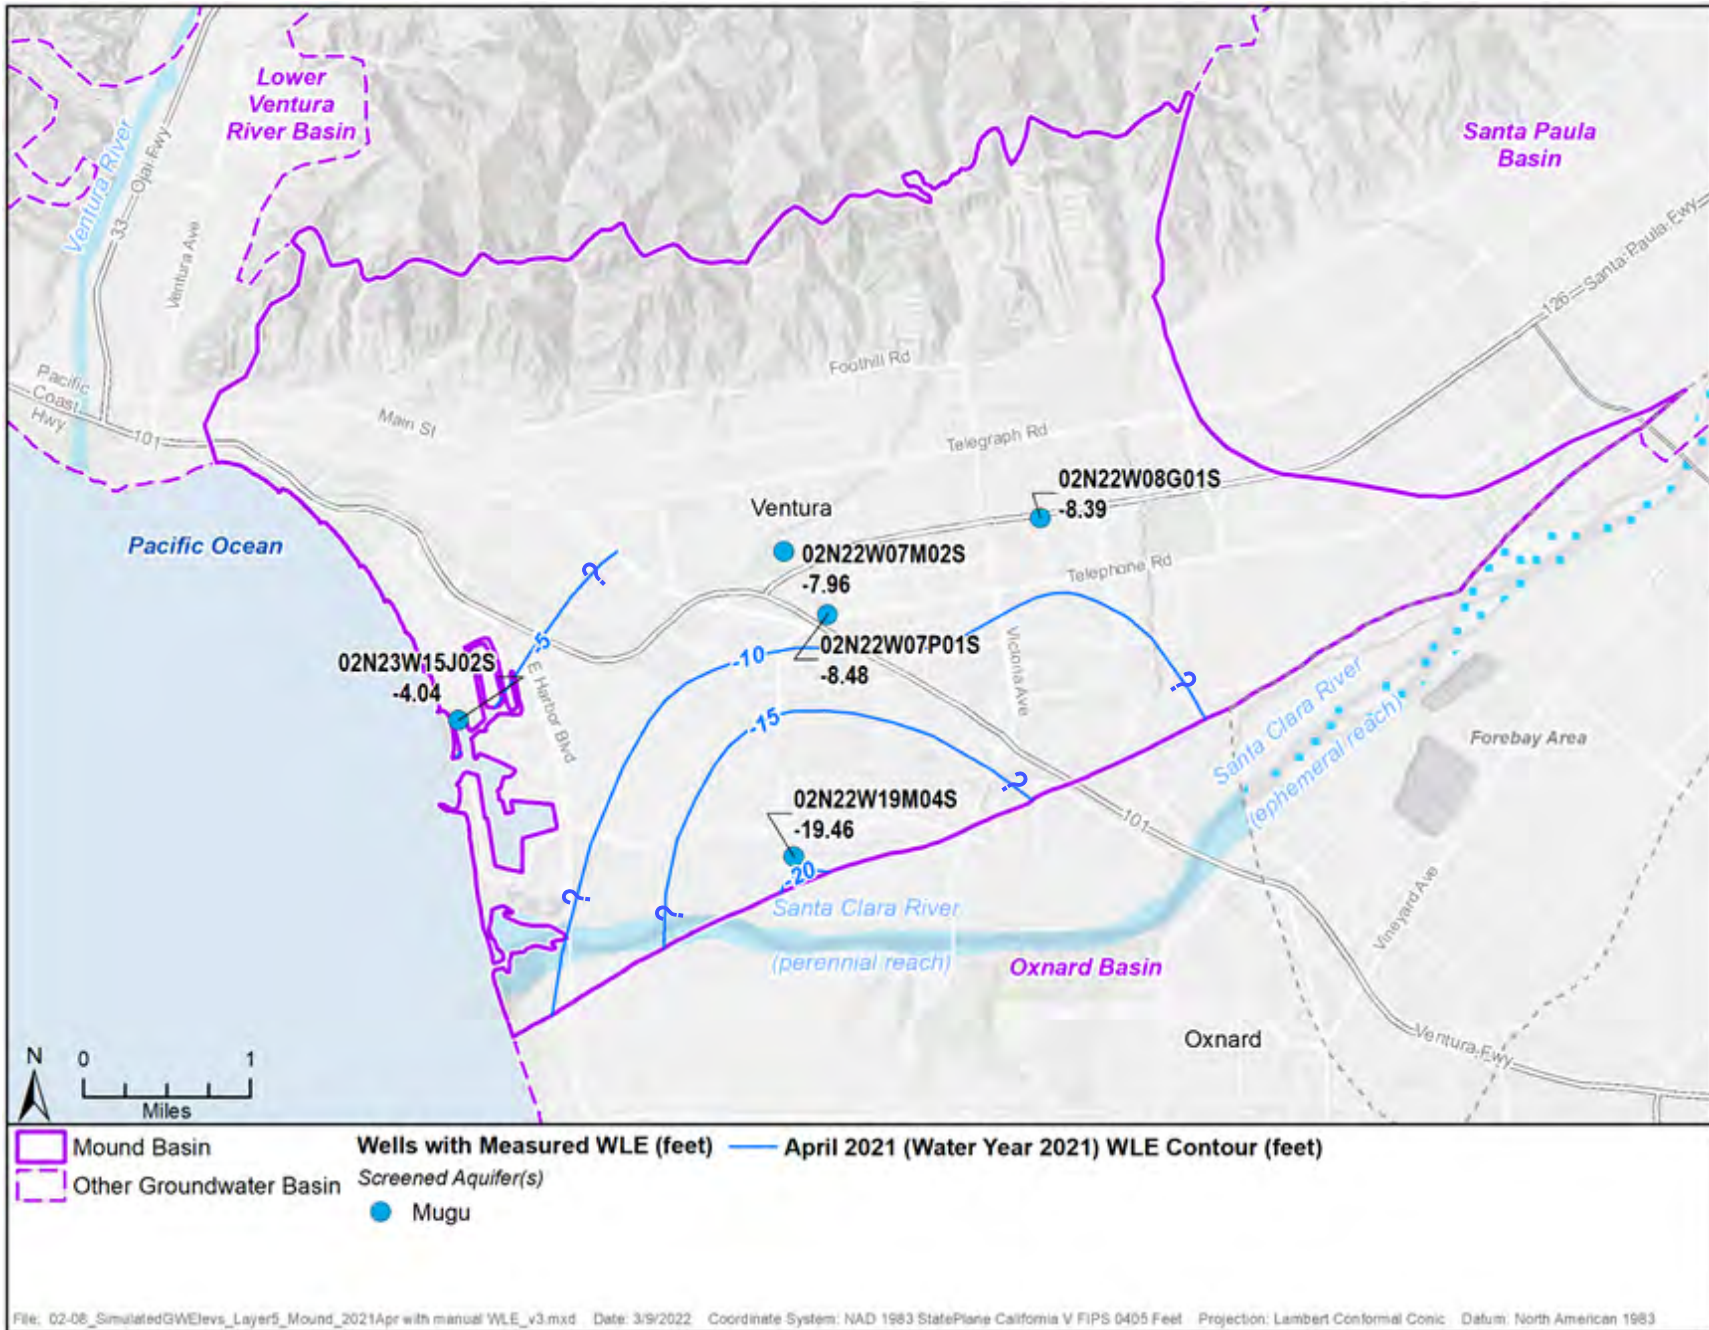 Lower
Ventura
River Basin
Santa Paula
Basin
Ventura River
33
Ojai Fwy
Ventura Ave
126
Santa Paula Fwy
Pacific
Coast
Hwy
101
Main St
Foothill Rd
Telegraph Rd
02N22W08G01S
-8.39
Ventura
Pacific Ocean
02N22W07M02S
-7.96
Telephone Rd
?
-5
02N22W07P01S
-8.48
-10
02N23W15J02S
-4.04
E Harbor Blvd
Victoria Ave
?
-15
Santa Clara River
(ephemeral reach)
Forebay Area
?
02N22W19M04S
-19.46
101
-20
?
?
Santa Clara River
(perennial reach)
Vineyard Ave
Oxnard Basin
Oxnard
Ventura Fwy
N
0 1
Miles
Mound Basin
Other Groundwater Basin
Wells with Measured WLE (feet)
Screened Aquifer(s)
Mugu
April 2021 (Water Year 2021) WLE Contour (feet)
File: 02-08_SimulatedGWElevs_Layer5_Mound_2021Apr with manual WLE_v3.mxd Date: 3/9/2022 Coordinate System: NAD 1983 StatePlane California V FIPS 0405 Feet Projection: Lambert Conformal Conic Datum: North American 1983